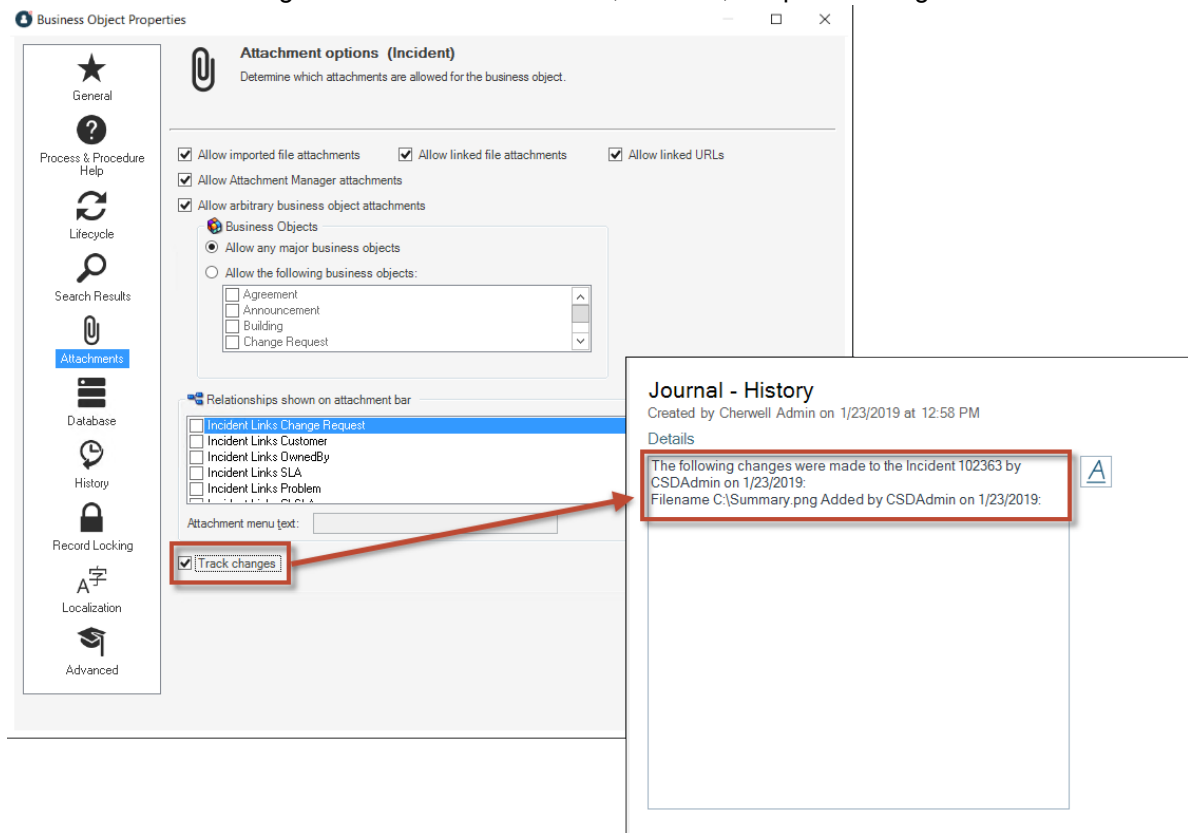 Business Object Properties
Attachment options (Incident)
Determine which attachments are allowed for the business object.
General
Process & Procedure
Help
Lifecycle
Search Results
Attachments
Database
History
Record Locking
字
Localization
Advanced
Allow imported file attachments Allow linked file attachments Allow linked URLs
Allow Attachment Manager attachments
Allow arbitrary business object attachments
Business Objects
Allow any major business objects
Allow the following business objects:
Agreement
Announcement
Building
Change Request
Relationships shown on attachment bar
Incident Links Change Request
Incident Links Customer
Incident Links OwnedBy
Incident Links SLA
Incident Links Problem
Attachment menu text:
Track changes
Journal - History
Created by Cherwell Admin on 1/23/2019 at 12:58 PM
Details
The following changes were made to the Incident 102363 by
CSDAdmin on 1/23/2019:
Filename C:\Summary.png Added by CSDAdmin on 1/23/2019:
A